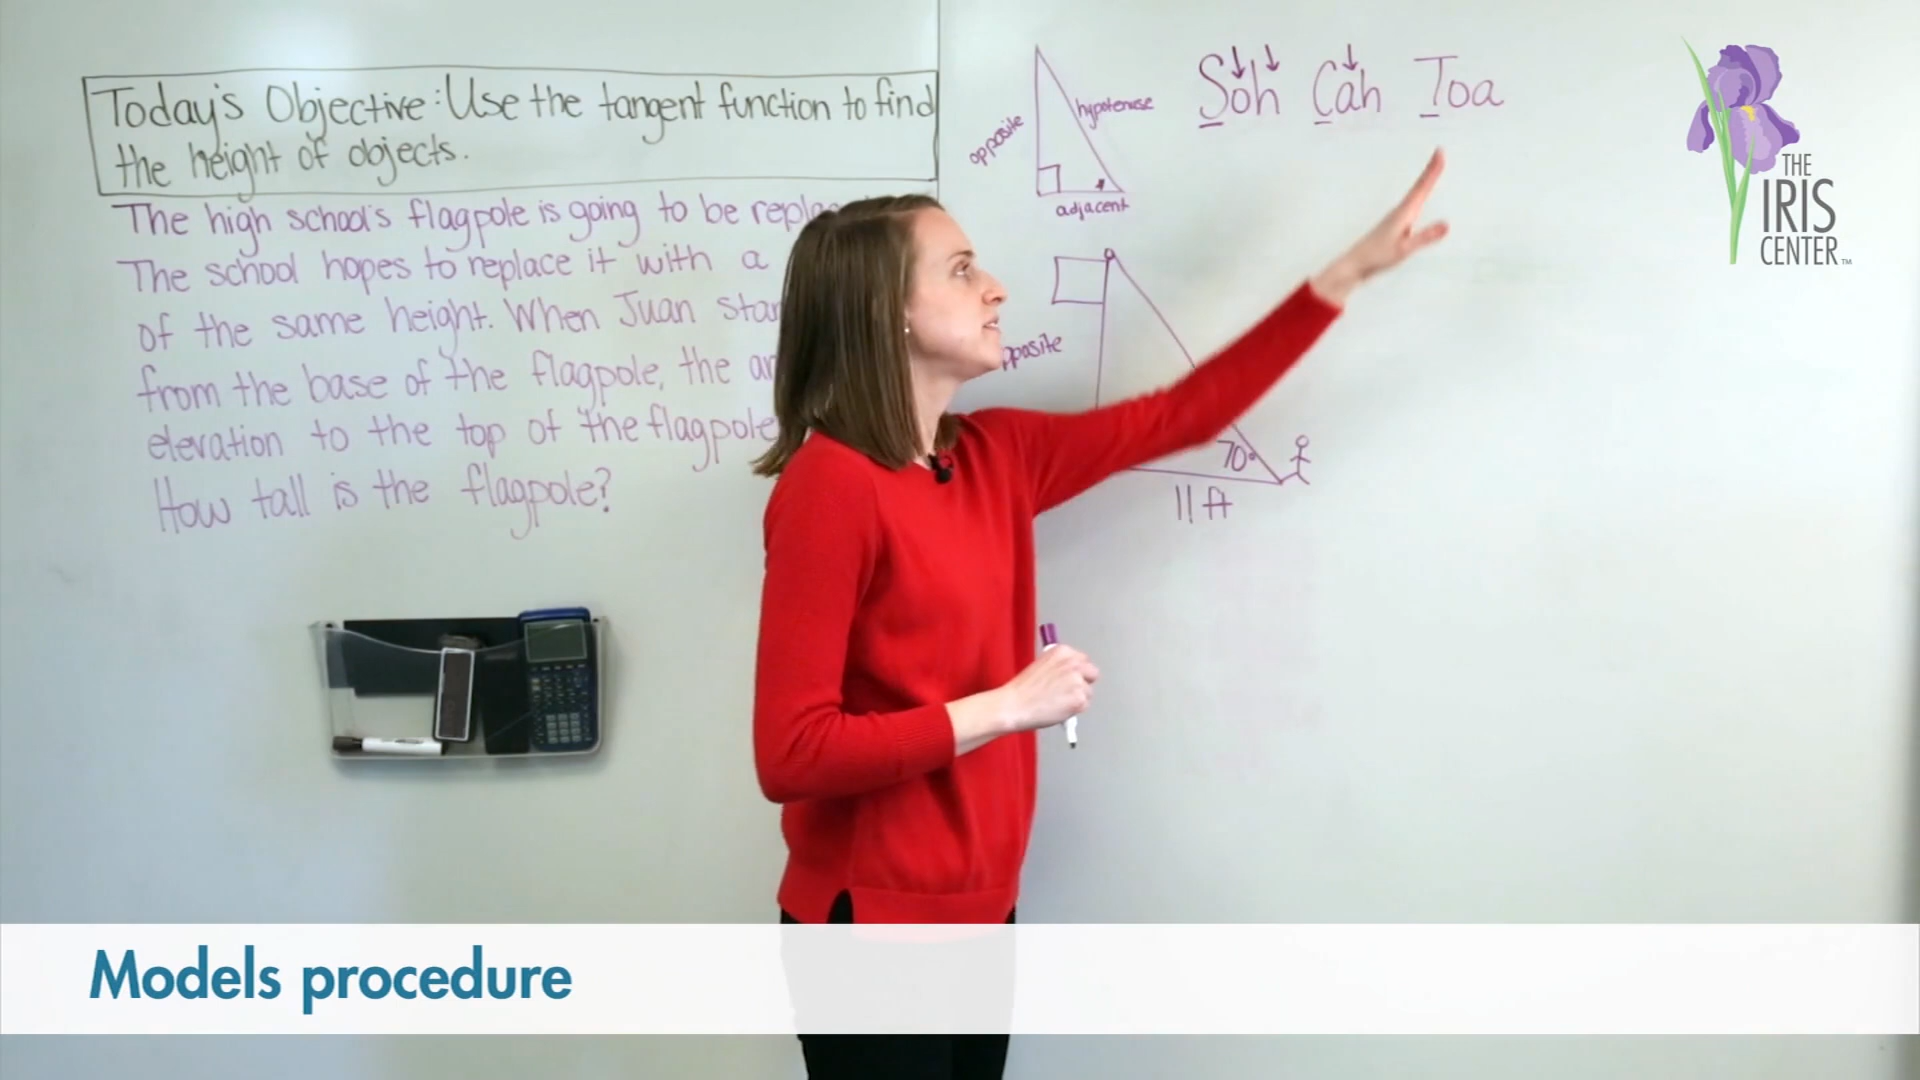 Today's Objective: Use the tangent function to find
the height of objects.
The high school's flagpole is going to be
The school hopes to replace it with a
of the same height. When Juan
from the base of the flagpole, the
elevation to the top of the flagpole
How tall is the flagpole?
opposite
hypotenuse
adjacent
Soh Cah Toa
pposite
70°
11 ft
THE
IRIS
CENTER™
Models procedure